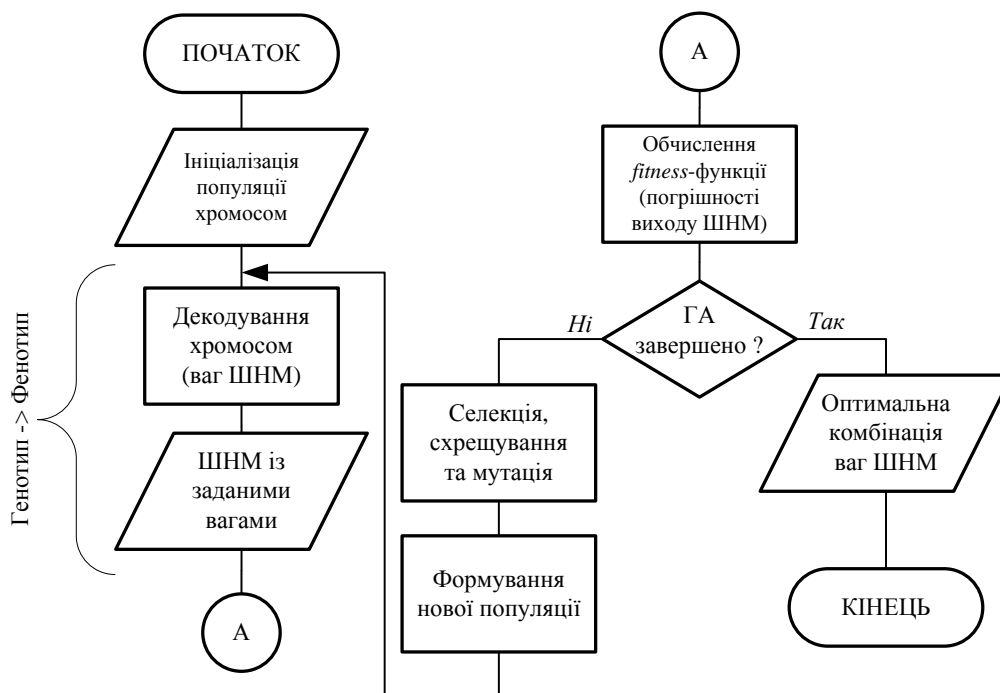 ПОЧАТОК
Ініціалізація
популяції
хромосом
Генотип -> Фенотип
Декодування
хромосом
(ваг ШНМ)
ШНМ із
заданими
вагами
А
А
Обчислення
fitness-функції
(погрішності
виходу ШНМ)
ГА
завершено ?
Ні
Так
Селекція,
схрещування
та мутація
Формування
нової популяції
Оптимальна
комбінація
ваг ШНМ
КІНЕЦЬ